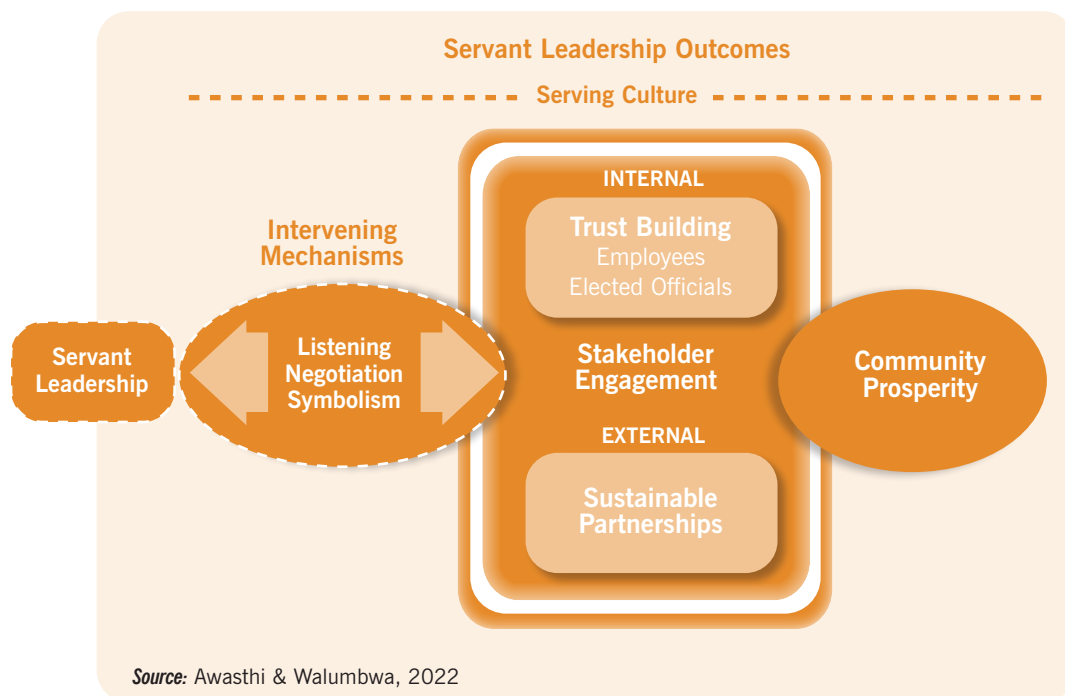 Servant Leadership Outcomes
Serving Culture
Intervening
Mechanisms
Servant
Leadership
Listening
Negotiation
Symbolism
INTERNAL
Trust Building
Employees
Elected Officials
Stakeholder
Engagement
EXTERNAL
Sustainable
Partnerships
Community
Prosperity
Source: Awasthi & Walumbwa, 2022